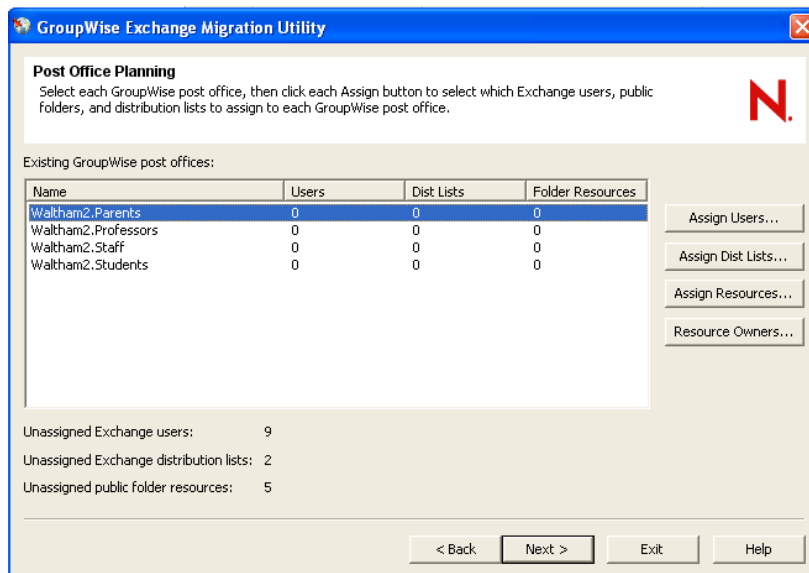 GroupWise Exchange Migration Utility
Post Office Planning
Select each GroupWise post office, then click each Assign button to select which Exchange users, public
folders, and distribution lists to assign to each GroupWise post office.
N.
Existing GroupWise post offices:
Name Users Dist Lists Folder Resources
Waltham2.Parents 0 0 0
Waltham2.Professors 0 0 0
Waltham2.Staff 0 0 0
Waltham2.Students 0 0 0
Assign Users...
Assign Dist Lists...
Assign Resources...
Resource Owners...
Unassigned Exchange users: 9
Unassigned Exchange distribution lists: 2
Unassigned public folder resources: 5
< Back Next > Exit Help